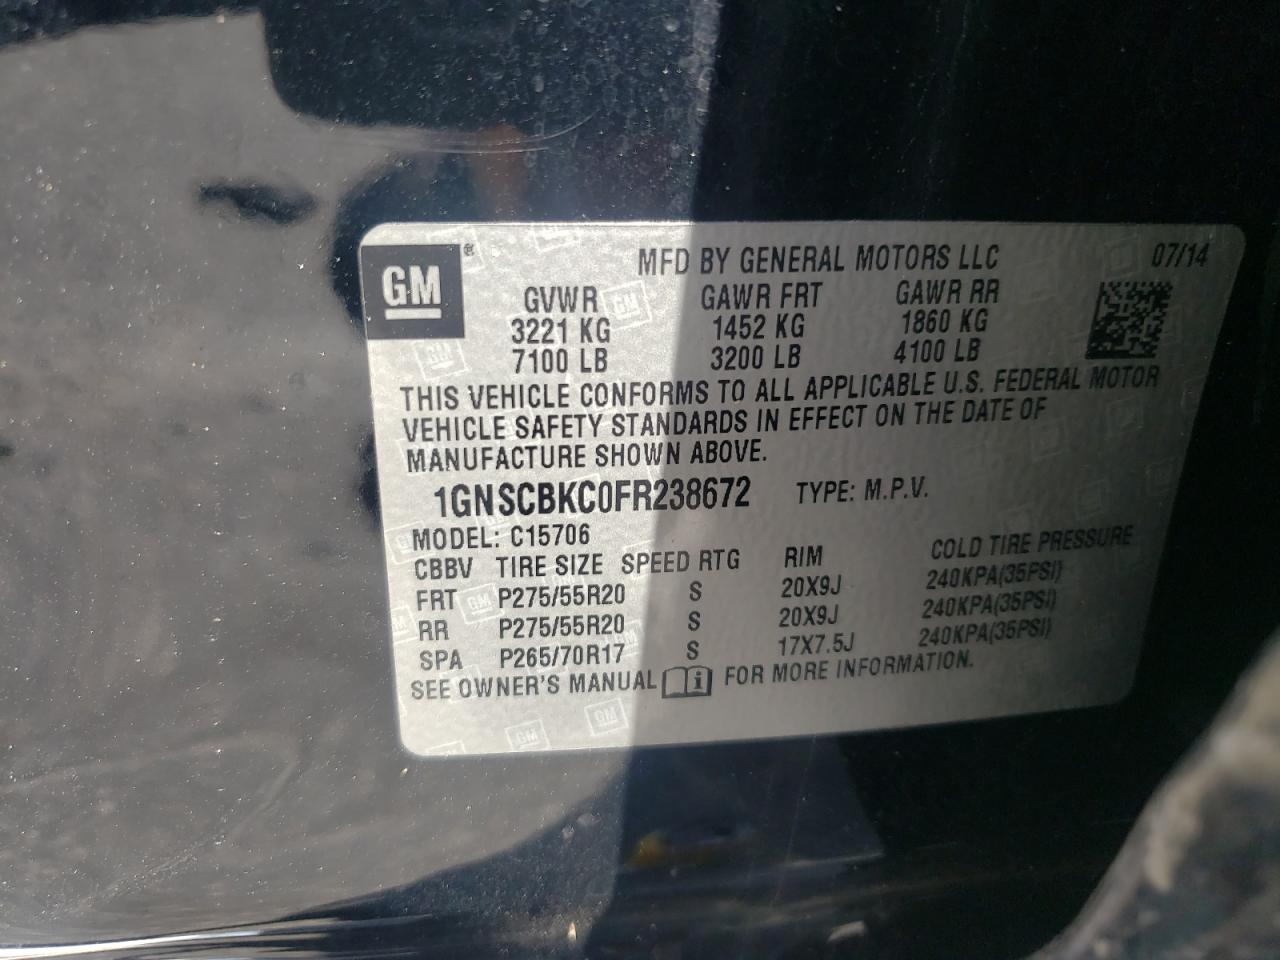 GM®
MFD BY GENERAL MOTORS LLC 07/14
GVWR GAWR FRT GAWR RR
3221 KG 1452 KG 1860 KG
7100 LB 3200 LB 4100 LB
THIS VEHICLE CONFORMS TO ALL APPLICABLE U.S. FEDERAL MOTOR
VEHICLE SAFETY STANDARDS IN EFFECT ON THE DATE OF
MANUFACTURE SHOWN ABOVE.
1GNSCBKC0FR238672 TYPE: M.P.V.
MODEL: C15706
CBBV TIRE SIZE SPEED RTG RIM COLD TIRE PRESSURE
FRT P275/55R20 S 20X9J 240KPA(35PSI)
RR P275/55R20 S 20X9J 240KPA(35PSI)
SPA P265/70R17 S 17X7.5J 240KPA(35PSI)
SEE OWNER'S MANUAL i FOR MORE INFORMATION.